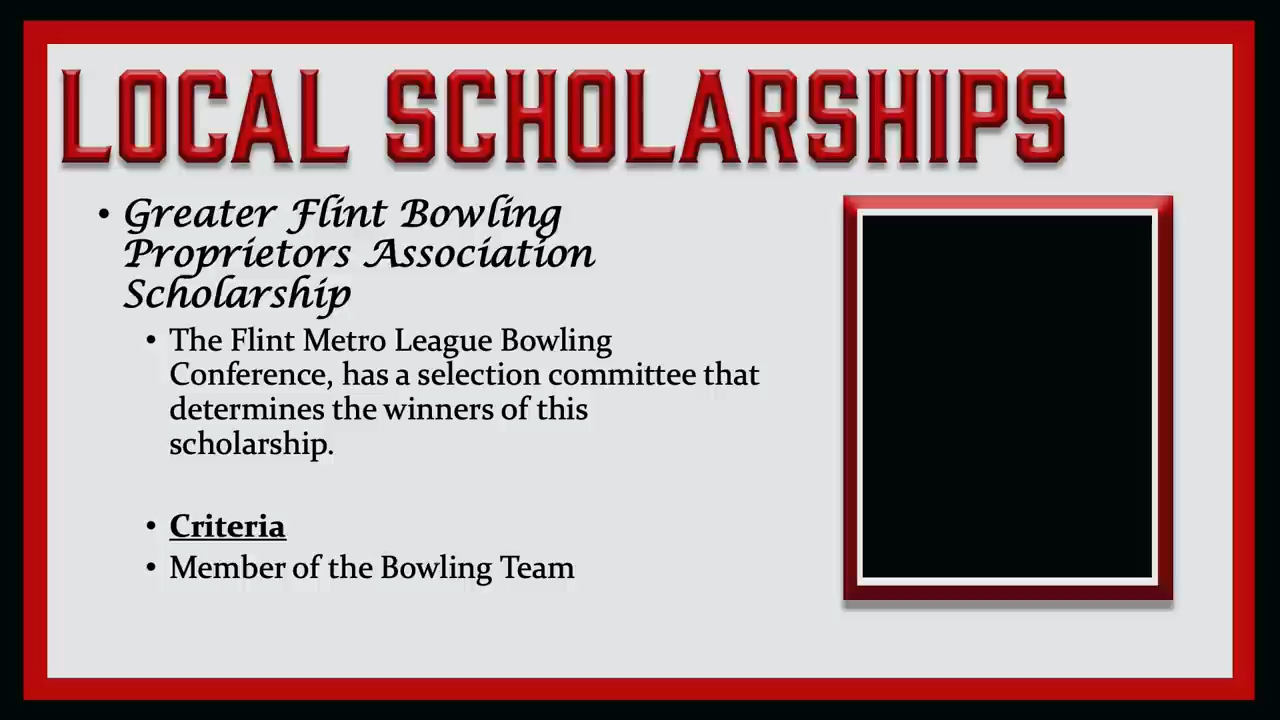 LOCAL SCHOLARSHIPS
• Greater Flint Bowling
Proprietors Association
Scholarship
• The Flint Metro League Bowling
Conference, has a selection committee that
determines the winners of this
scholarship.
• Criteria
• Member of the Bowling Team